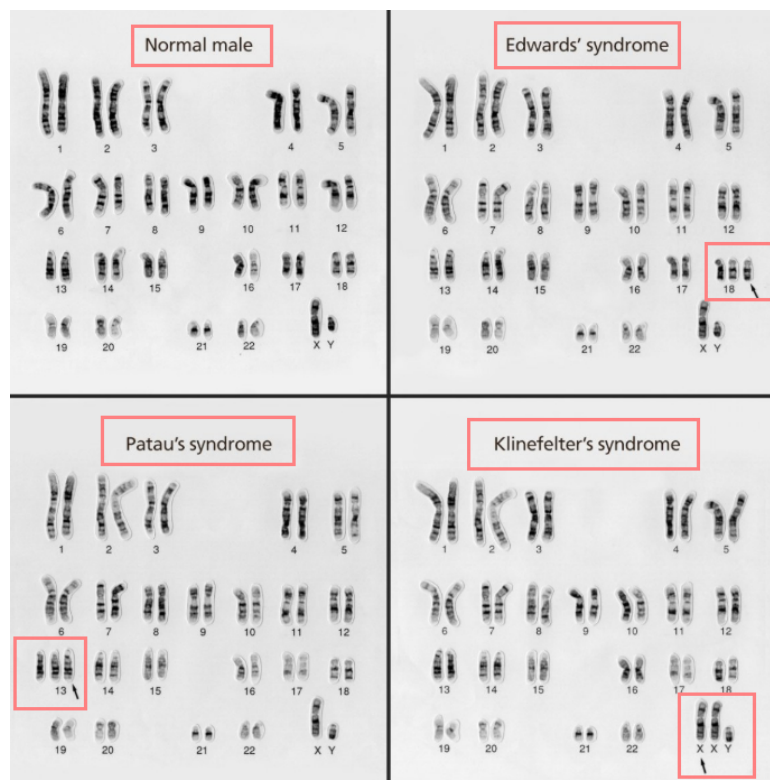 Normal male
1 2 3 4 5
6 7 8 9 10 11 12
13 14 15 16 17 18
19 20 21 22 X Y
Edwards' syndrome
1 2 3 4 5
6 7 8 9 10 11 12
13 14 15 16 17 18
19 20 21 22 X Y
Patau's syndrome
1 2 3 4 5
6 7 8 9 10 11 12
13 14 15 16 17 18
19 20 21 22 X Y
Klinefelter's syndrome
1 2 3 4 5
6 7 8 9 10 11 12
13 14 15 16 17 18
19 20 21 22 X X Y